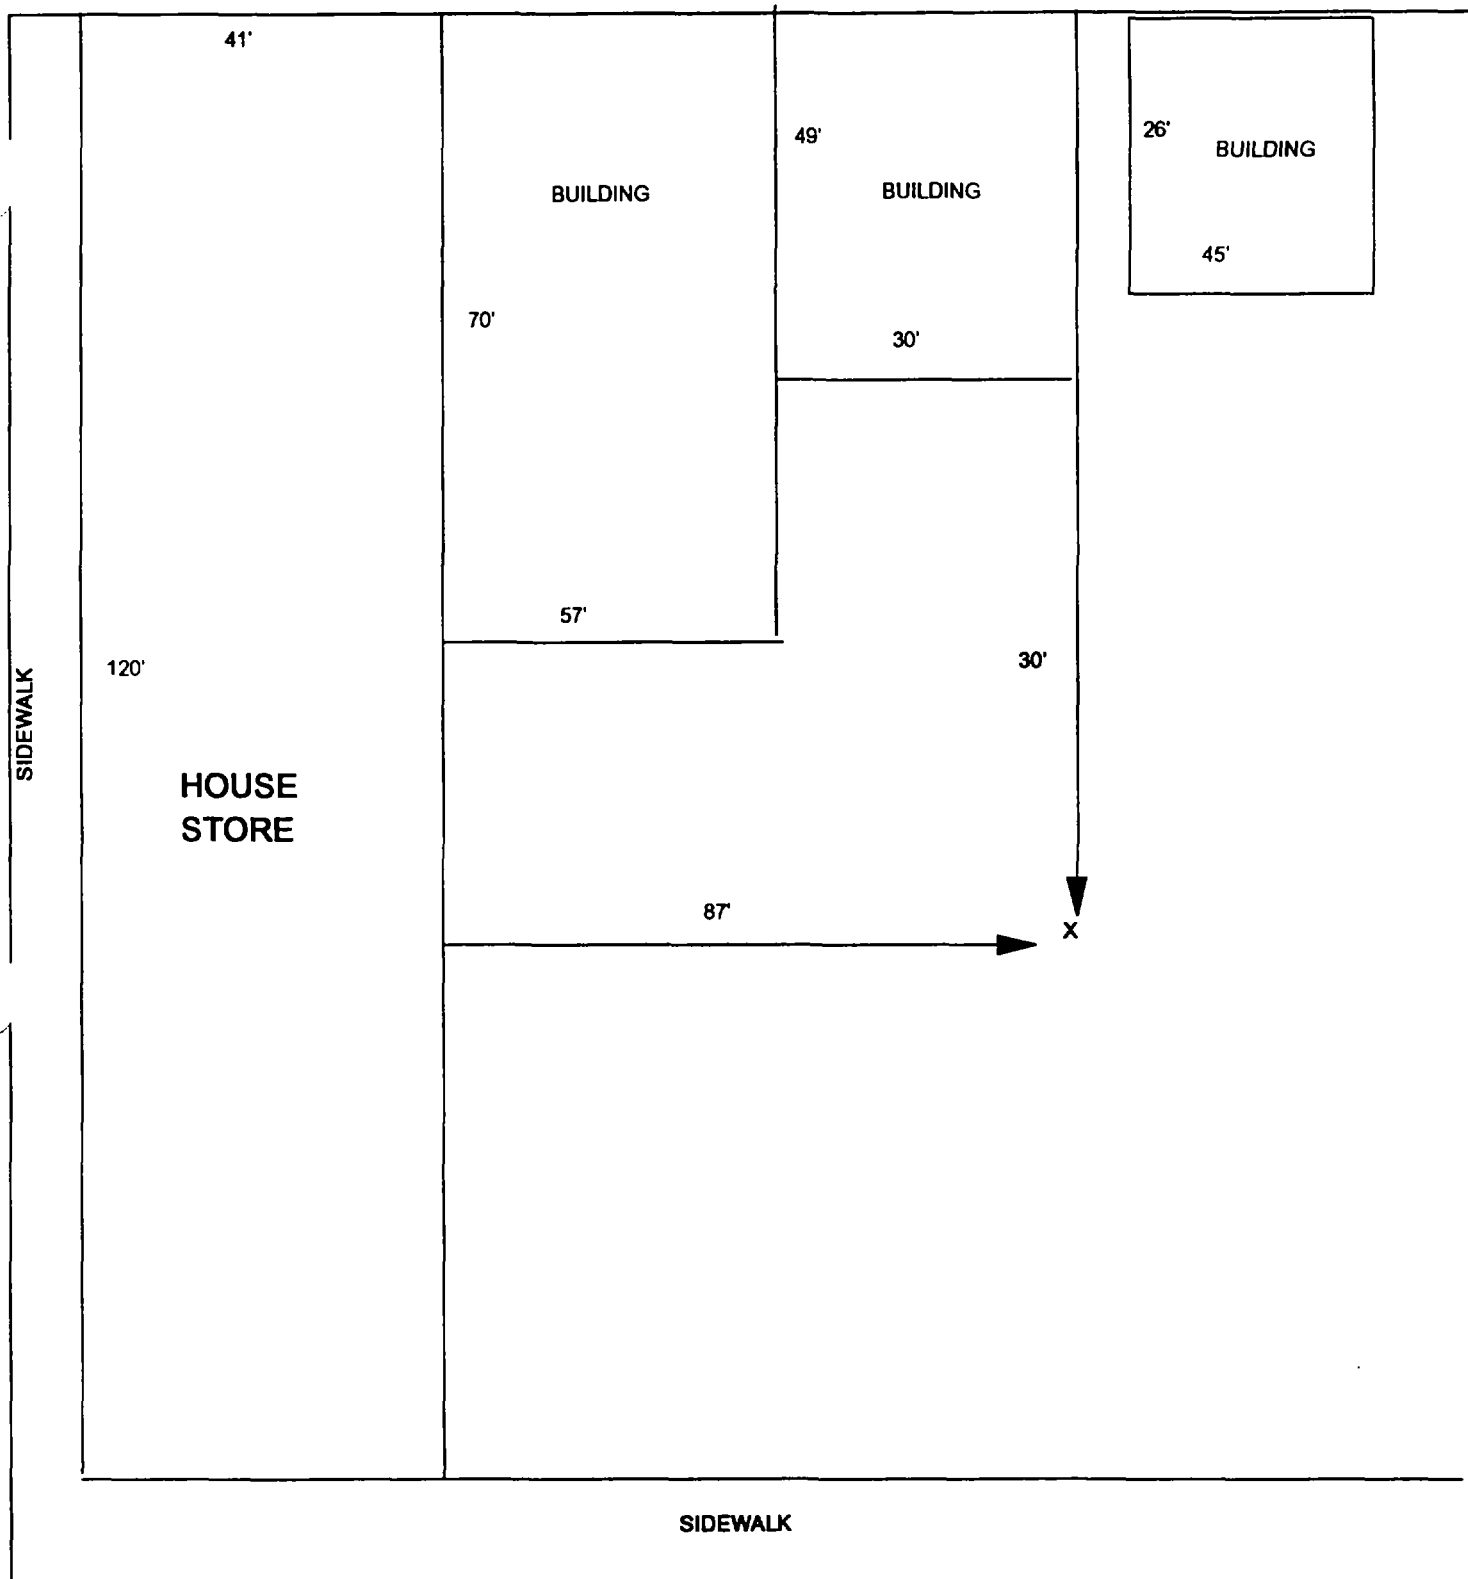 41'
49'
26'
BUILDING
BUILDING
BUILDING
45'
70'
30'
57'
30'
120'
SIDEWALK
HOUSE
STORE
87'
X
SIDEWALK